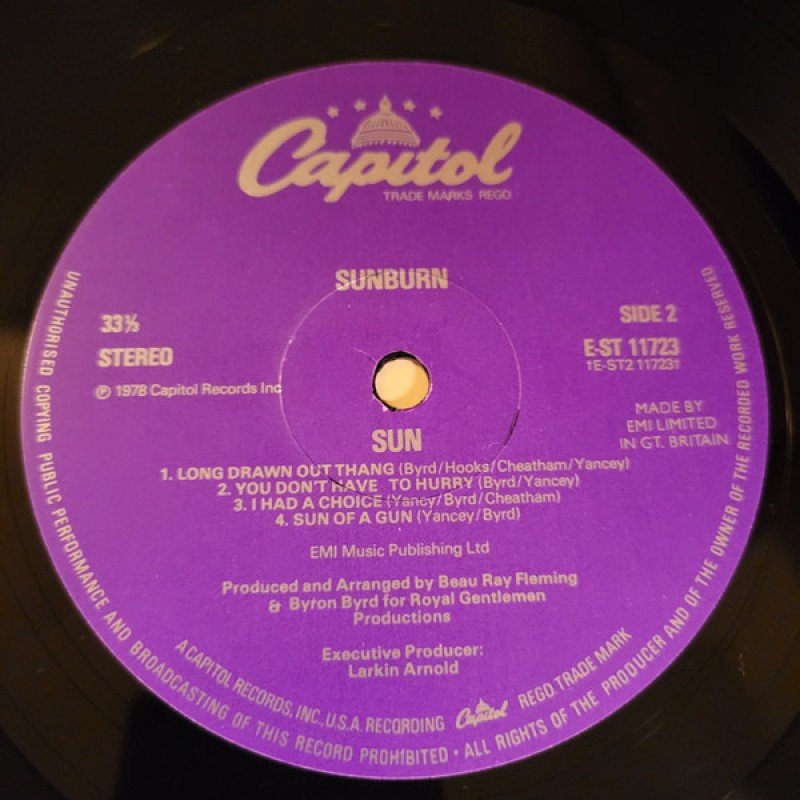 Capitol
TRADE MARKS REGD.
SUNBURN
33⅓
STEREO
℗ 1978 Capitol Records Inc
SIDE 2
E-ST 11723
†E-ST2 11723†
MADE BY
EMI LIMITED
IN GT. BRITAIN
SUN
1. LONG DRAWN OUT THANG (Byrd/Hooks/Cheatham/Yancey)
2. YOU DON'T HAVE TO HURRY (Byrd/Yancey)
3. I HAD A CHOICE (Yancy/Byrd/Cheatham)
4. SUN OF A GUN (Yancey/Byrd)
EMI Music Publishing Ltd
Produced and Arranged by Beau Ray Fleming
& Byron Byrd for Royal Gentlemen
Productions
Executive Producer:
Larkin Arnold
A CAPITOL RECORDS, INC. U.S.A. RECORDING Capitol REGD. TRADE MARK
UNAUTHORISED COPYING PUBLIC PERFORMANCE AND BROADCASTING OF THIS RECORD PROHIBITED • ALL RIGHTS OF THE PRODUCER AND OF THE OWNER OF THE RECORDED WORK RESERVED